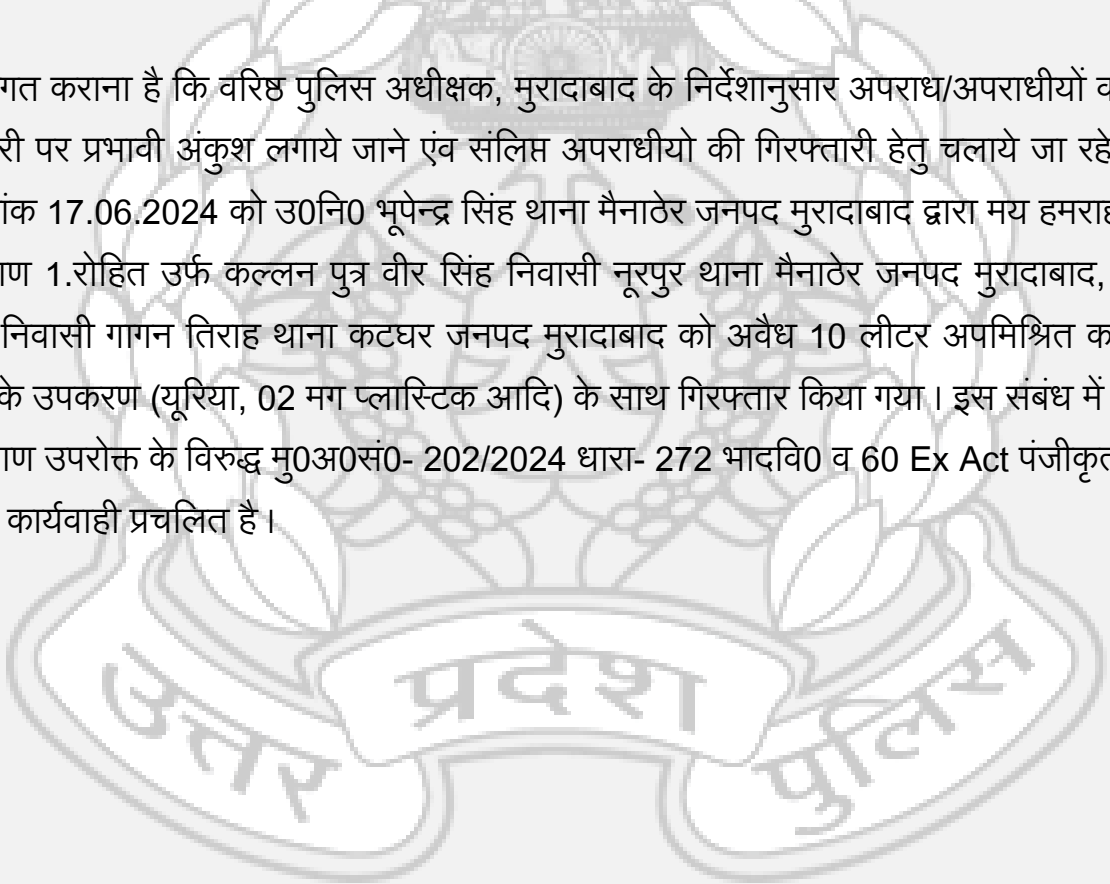 गत कराना है कि वरिष्ठ पुलिस अधीक्षक, मुरादाबाद के निर्देशानुसार अपराध/अपराधीयों व
री पर प्रभावी अंकुश लगाये जाने एंव संलिप्त अपराधीयो की गिरफ्तारी हेतु चलाये जा रहे
ांक 17.06.2024 को उ0नि0 भूपेन्द्र सिंह थाना मैनाठेर जनपद मुरादाबाद द्वारा मय हमराह
ाण 1.रोहित उर्फ कल्लन पुत्र वीर सिंह निवासी नूरपुर थाना मैनाठेर जनपद मुरादाबाद,
निवासी गागन तिराह थाना कटघर जनपद मुरादाबाद को अवैध 10 लीटर अपमिश्रित क
के उपकरण (यूरिया, 02 मग प्लास्टिक आदि) के साथ गिरफ्तार किया गया । इस संबंध में
ाण उपरोक्त के विरुद्ध मु0अ0सं0- 202/2024 धारा- 272 भादवि0 व 60 Ex Act पंजीकृत
कार्यवाही प्रचलित है ।
उत्तर प्रदेश पुलिस